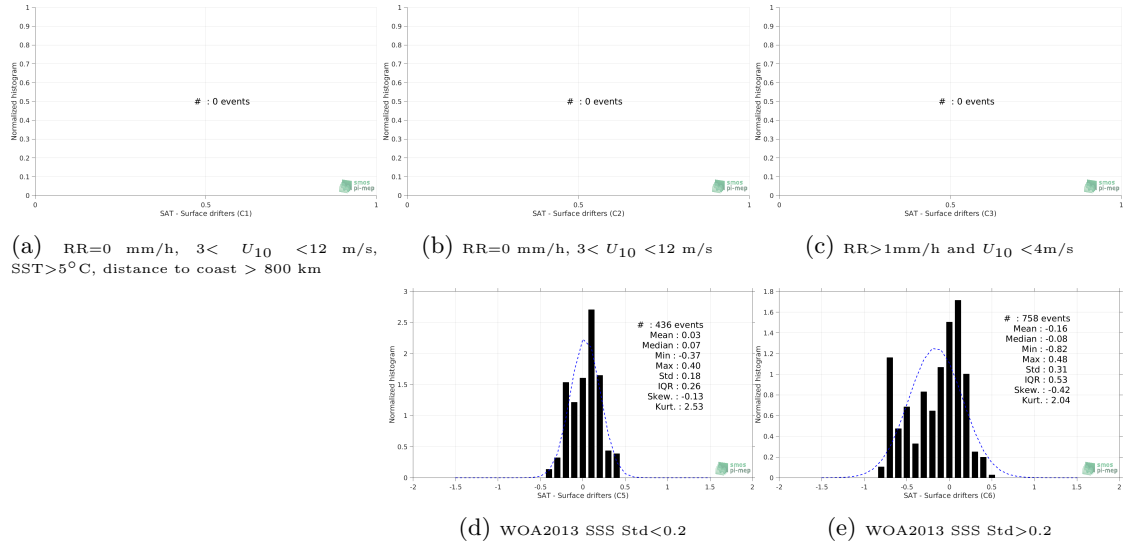 1
0.9
0.8
0.7
0.6
0.5
0.4
0.3
0.2
0.1
0
Normalized histogram
# : 0 events
smos
pi-mep
0 0.5 1
SAT - Surface drifters (C1)
1
0.9
0.8
0.7
0.6
0.5
0.4
0.3
0.2
0.1
0
Normalized histogram
# : 0 events
smos
pi-mep
0 0.5 1
SAT - Surface drifters (C2)
1
0.9
0.8
0.7
0.6
0.5
0.4
0.3
0.2
0.1
0
Normalized histogram
# : 0 events
smos
pi-mep
0 0.5 1
SAT - Surface drifters (C3)
(a) RR=0 mm/h, 3< U10 <12 m/s,
SST>5°C, distance to coast > 800 km
(b) RR=0 mm/h, 3< U10 <12 m/s
(c) RR>1mm/h and U10 <4m/s
3
2.5
2
1.5
1
0.5
0
Normalized histogram
# : 436 events
Mean : 0.03
Median : 0.07
Min : -0.37
Max : 0.40
Std : 0.18
IQR : 0.26
Skew. : -0.13
Kurt. : 2.53
smos
pi-mep
-2 -1.5 -1 -0.5 0 0.5 1 1.5 2
SAT - Surface drifters (C5)
1.8
1.6
1.4
1.2
1
0.8
0.6
0.4
0.2
0
Normalized histogram
# : 758 events
Mean : -0.16
Median : -0.08
Min : -0.82
Max : 0.48
Std : 0.31
IQR : 0.53
Skew. : -0.42
Kurt. : 2.04
smos
pi-mep
-2 -1.5 -1 -0.5 0 0.5 1 1.5 2
SAT - Surface drifters (C6)
(d) WOA2013 SSS Std<0.2
(e) WOA2013 SSS Std>0.2